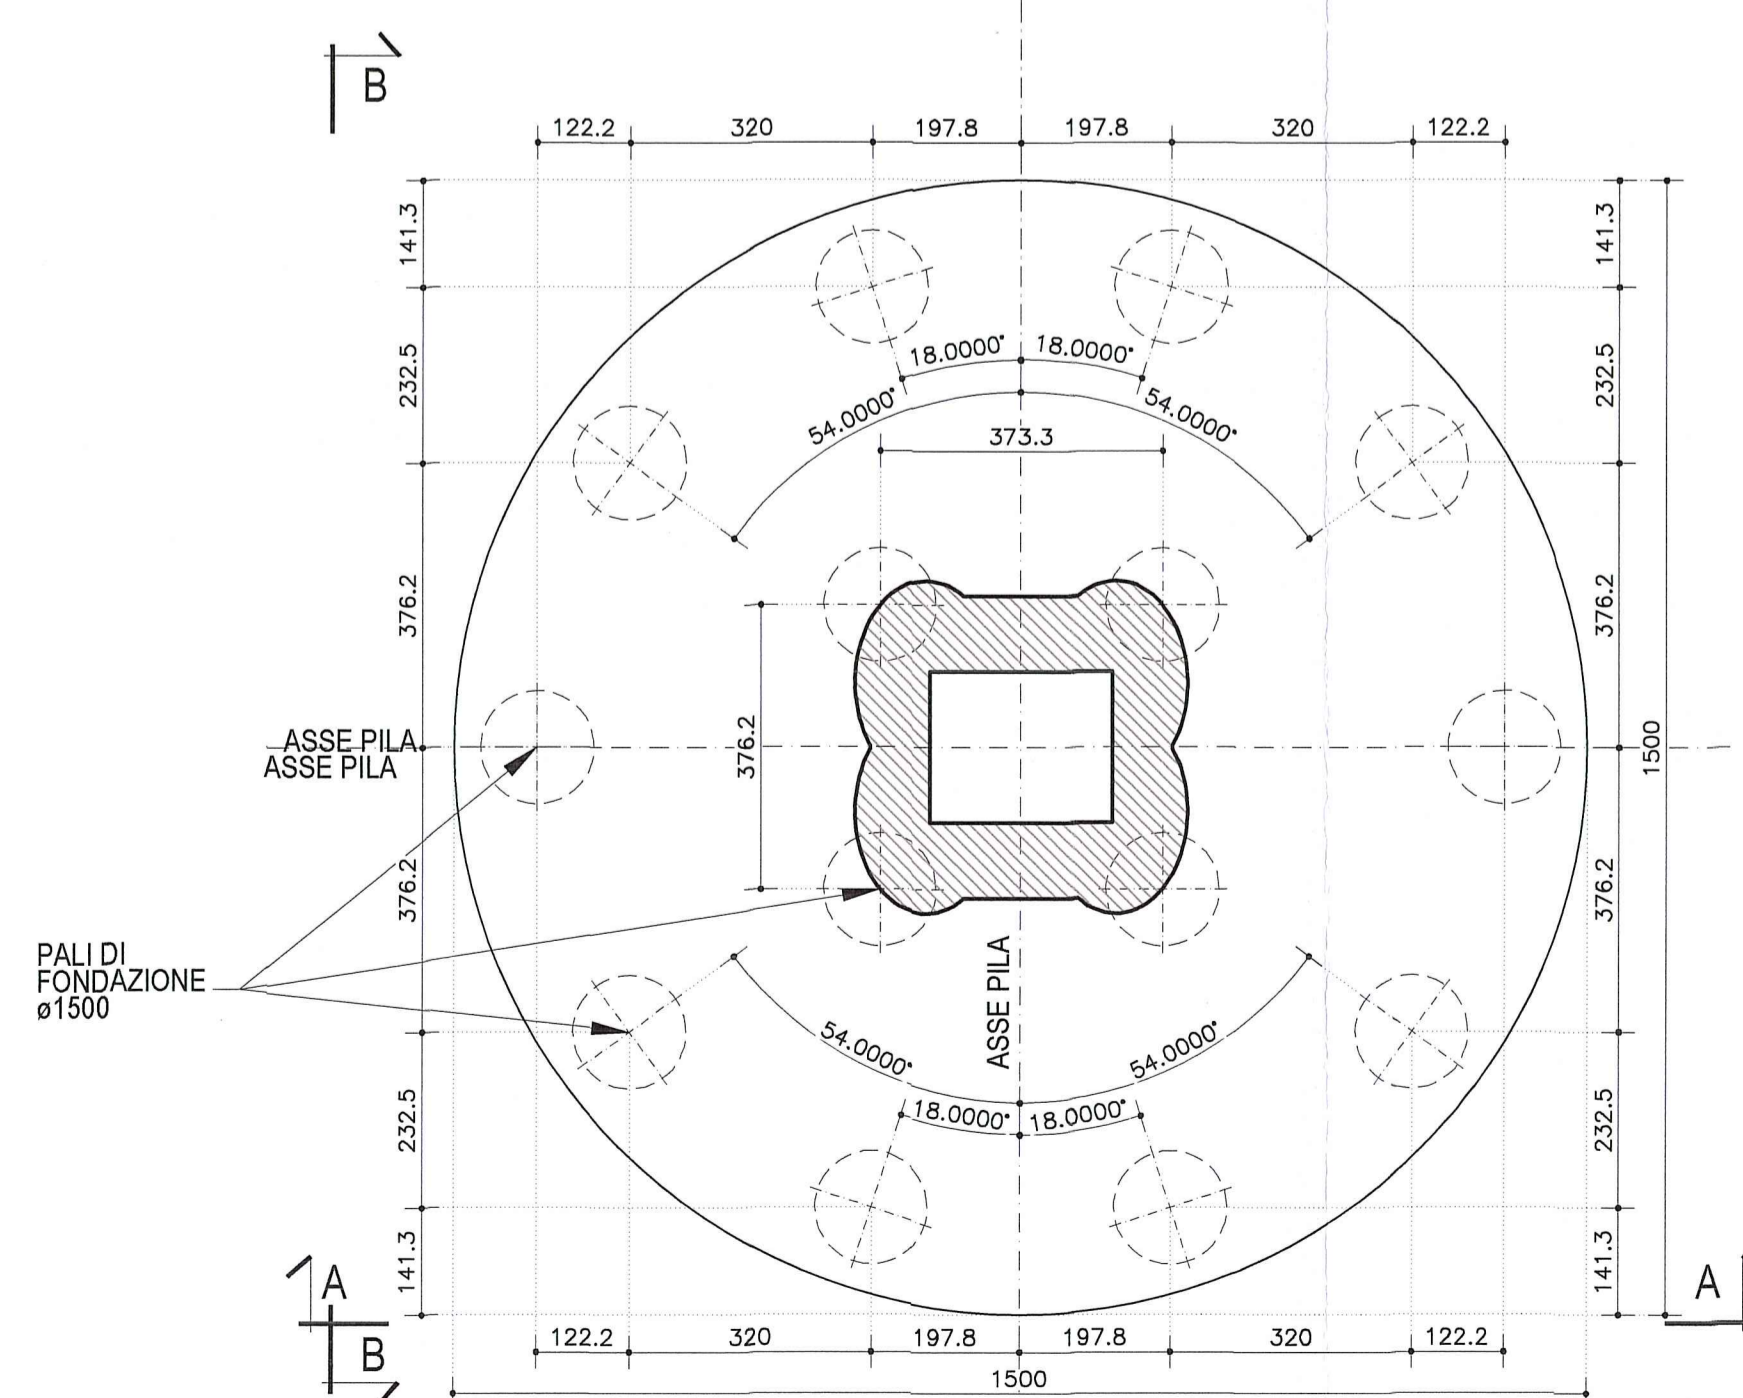 B
122.2 320 197.8 197.8 320 122.2
141.3
141.3
18.0000° 18.0000°
232.5
232.5
54.0000°
54.0000°
373.3
376.2
376.2
376.2
1500
ASSE PILA
ASSE PILA
376.2
376.2
ASSE PILA
PALI DI
FONDAZIONE
ø1500
54.0000°
54.0000°
18.0000° 18.0000°
232.5
232.5
141.3
141.3
A
A
B
122.2 320 197.8 197.8 320 122.2
1500